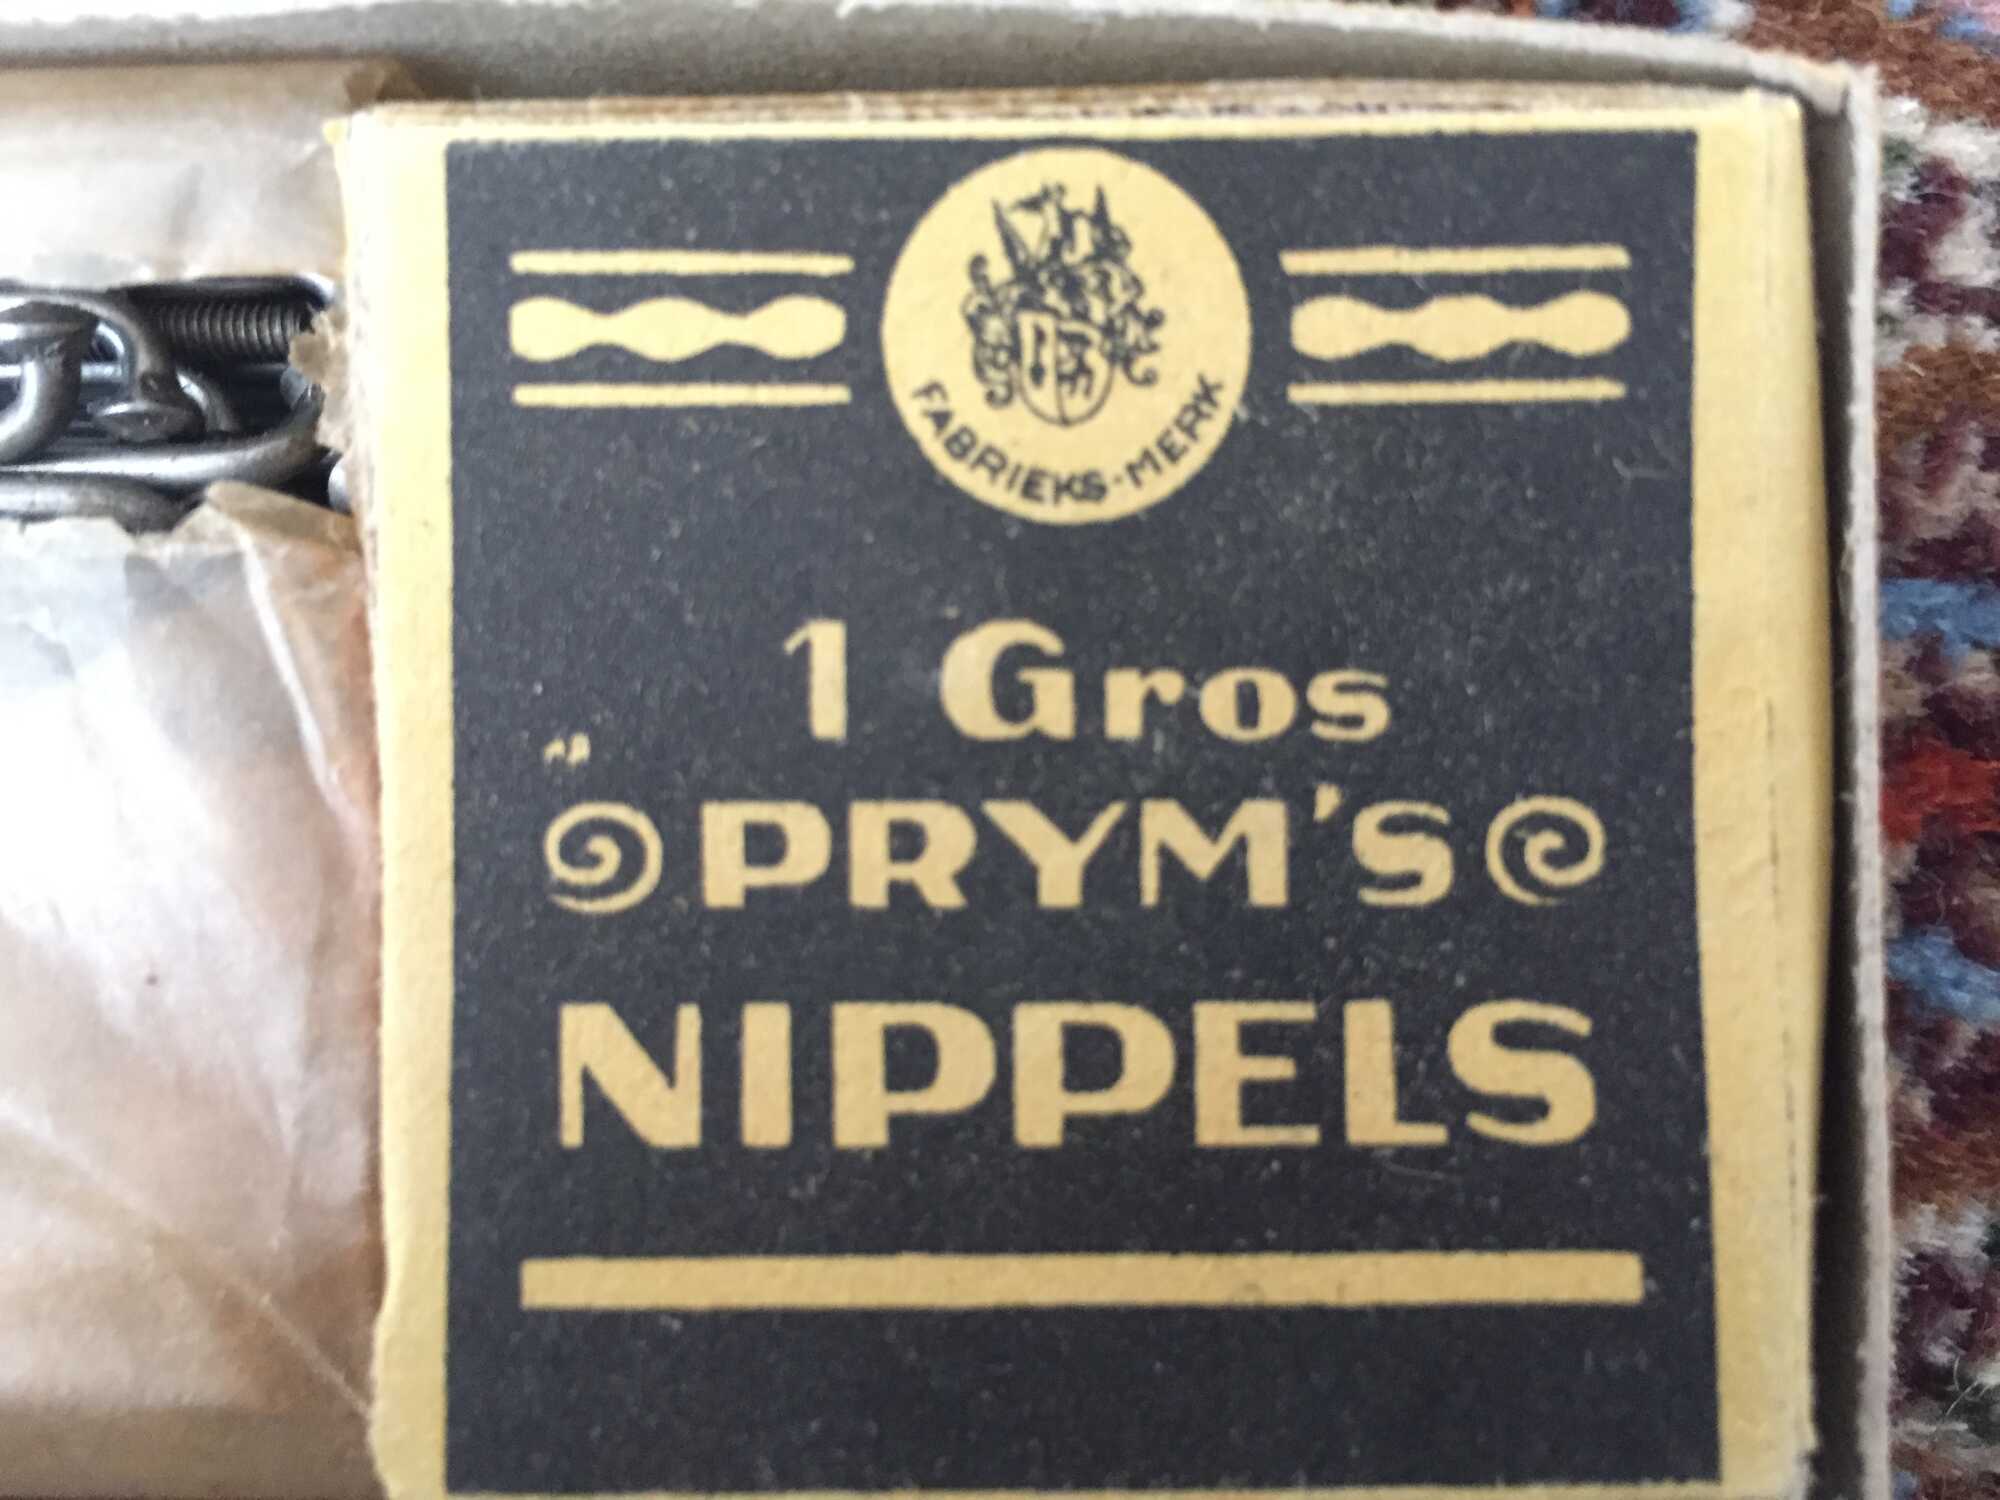 FABRIEKS-MERK
1 Gros
PRYM'S
NIPPELS